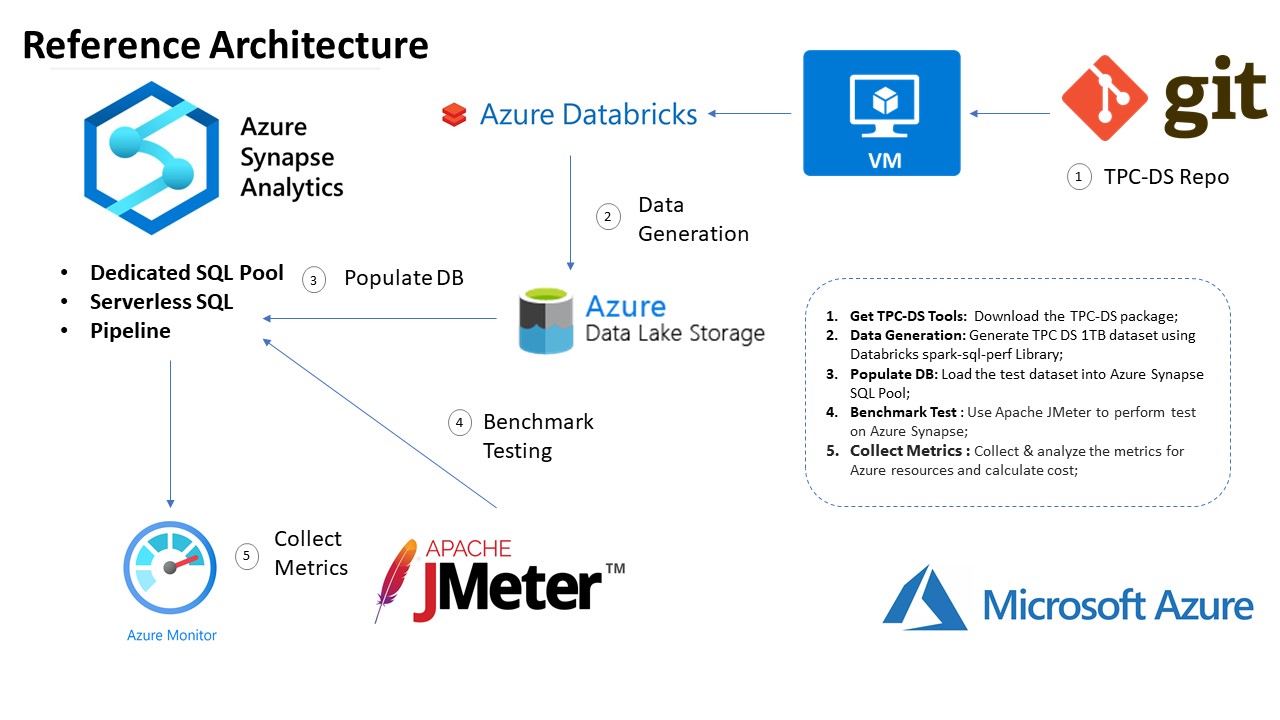 Reference Architecture
Azure
Synapse
Analytics
Azure Databricks
VM
git
1 TPC-DS Repo
2 Data
Generation
• Dedicated SQL Pool
• Serverless SQL
• Pipeline
3 Populate DB
Azure
Data Lake Storage
1. Get TPC-DS Tools: Download the TPC-DS package;
2. Data Generation: Generate TPC DS 1TB dataset using
Databricks spark-sql-perf Library;
3. Populate DB: Load the test dataset into Azure Synapse
SQL Pool;
4. Benchmark Test : Use Apache JMeter to perform test
on Azure Synapse;
5. Collect Metrics : Collect & analyze the metrics for
Azure resources and calculate cost;
4 Benchmark
Testing
5 Collect
Metrics
Azure Monitor
APACHE
JMeter™
Microsoft Azure